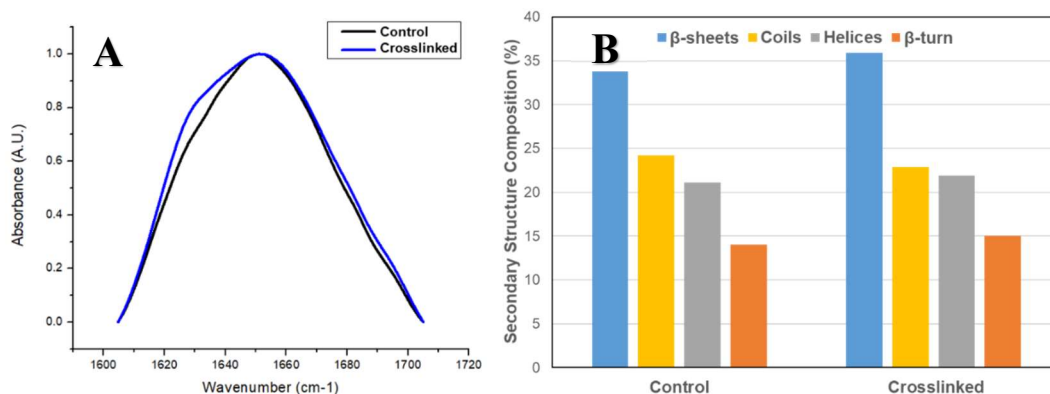 A
Control
Crosslinked
1.0
0.8
0.6
0.4
0.2
0.0
Absorbance (A.U.)
1600 1620 1640 1660 1680 1700 1720
Wavenumber (cm-1)
B
β-sheets Coils Helices β-turn
40
35
30
25
20
15
10
5
0
Secondary Structure Composition (%)
Control Crosslinked